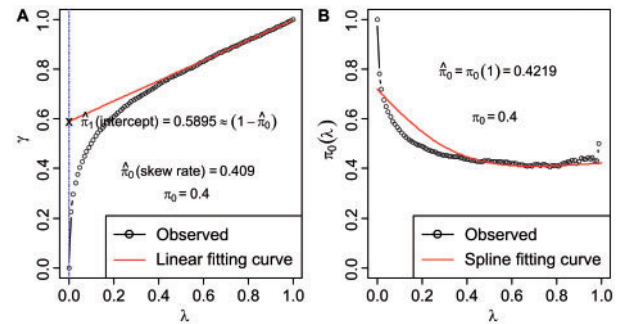 A
1.0
0.8
0.6
0.4
0.2
0.0
γ
π̂₁(intercept) = 0.5895 ≈ (1−π̂₀)
π̂₀(skew rate) = 0.409
π₀ = 0.4
Observed
Linear fitting curve
0.0 0.2 0.4 0.6 0.8 1.0
λ
B
1.0
0.8
0.6
0.4
0.2
0.0
π₀(λ)
π̂₀ = π₀(1) = 0.4219
π₀ = 0.4
Observed
Spline fitting curve
0.0 0.2 0.4 0.6 0.8 1.0
λ